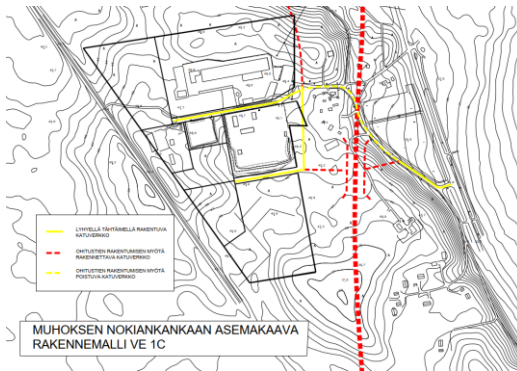 LYHYELLÄ TÄHTÄIMELLÄ RAKENTUVA
KATUVERKKO
OHITUSTIEN RAKENTUMISEN MYÖTÄ
RAKENNETTAVA KATUVERKKO
OHITUSTIEN RAKENTUMISEN MYÖTÄ
POISTUVA KATUVERKKO
MUHOKSEN NOKIANKANKAAN ASEMAKAAVA
RAKENNEMALLI VE 1C